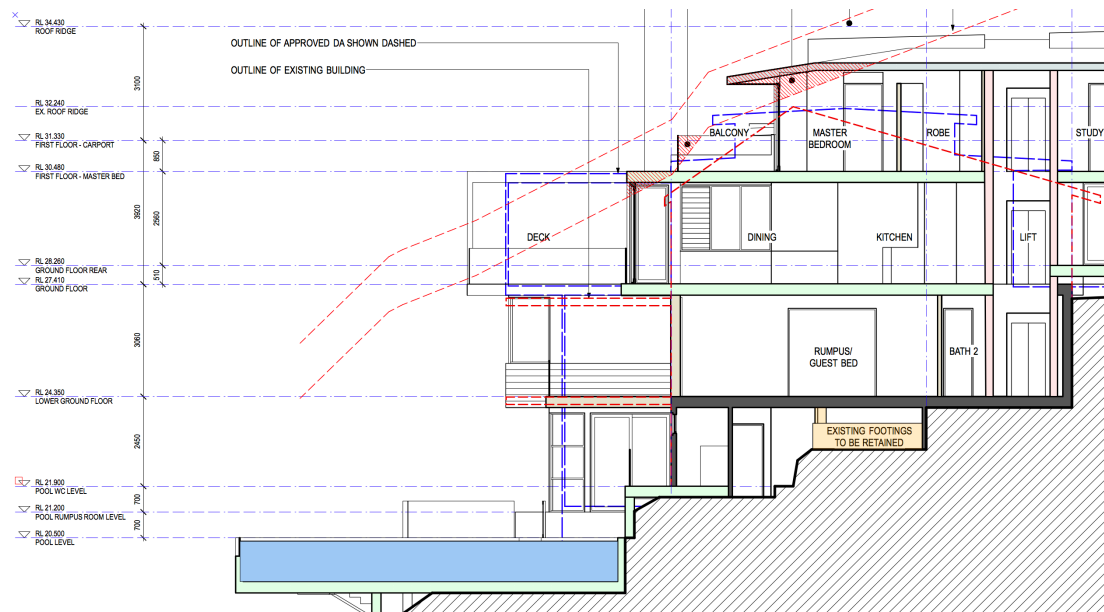 RL 34.430
ROOF RIDGE
OUTLINE OF APPROVED DA SHOWN DASHED
OUTLINE OF EXISTING BUILDING
3100
RL 32.240
EX. ROOF RIDGE
RL 31.330
FIRST FLOOR - CARPORT
BALCONY
MASTER
BEDROOM
ROBE
STUDY
850
RL 30.480
FIRST FLOOR - MASTER BED
3920
2660
DECK
DINING
KITCHEN
LIFT
RL 28.260
GROUND FLOOR REAR
510
RL 27.410
GROUND FLOOR
3060
RUMPUS/
GUEST BED
BATH 2
RL 24.350
LOWER GROUND FLOOR
2450
EXISTING FOOTINGS
TO BE RETAINED
RL 21.900
POOL WC LEVEL
700
RL 21.200
POOL RUMPUS ROOM LEVEL
700
RL 20.500
POOL LEVEL